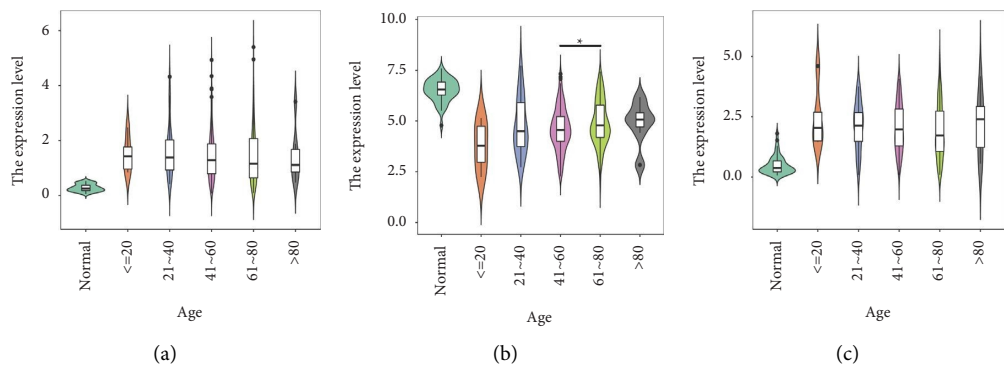 The expression level
6
4
2
0
Normal
<=20
21~40
41~60
61~80
>80
Age
(a)
The expression level
10.0
7.5
5.0
2.5
0.0
*
Normal
<=20
21~40
41~60
61~80
>80
Age
(b)
The expression level
5.0
2.5
0.0
Normal
<=20
21~40
41~60
61~80
>80
Age
(c)